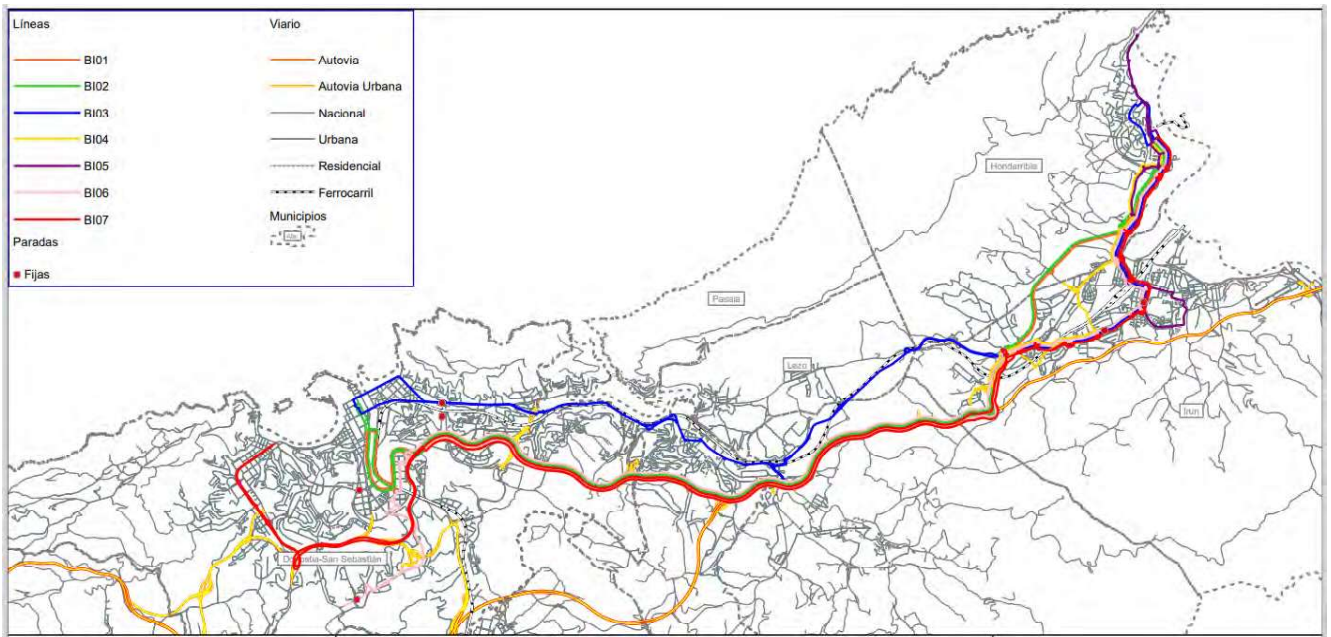 Líneas
BI01
BI02
BI03
BI04
BI05
BI06
BI07
Paradas
Fijas
Viario
Autovia
Autovia Urbana
Nacional
Urbana
Residencial
Ferrocarril
Municipios
Hondarribia
Pasaia
Lezo
Irun
Donostia-San Sebastián